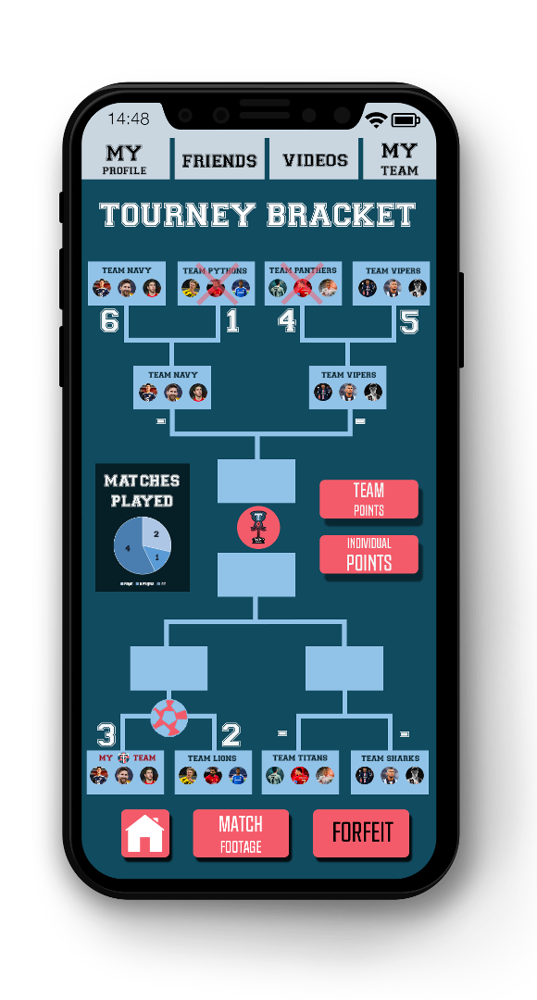 14:48
MY
PROFILE
FRIENDS
VIDEOS
MY
TEAM
TOURNEY BRACKET
TEAM NAVY
TEAM PYTHONS
TEAM PANTHERS
TEAM VIPERS
6
1
4
5
TEAM NAVY
TEAM VIPERS
-
-
MATCHES
PLAYED
2
4
1
TEAM
POINTS
INDIVIDUAL
POINTS
3
2
-
-
MY TEAM
TEAM LIONS
TEAM TITANS
TEAM SHARKS
MATCH
FOOTAGE
FORFEIT